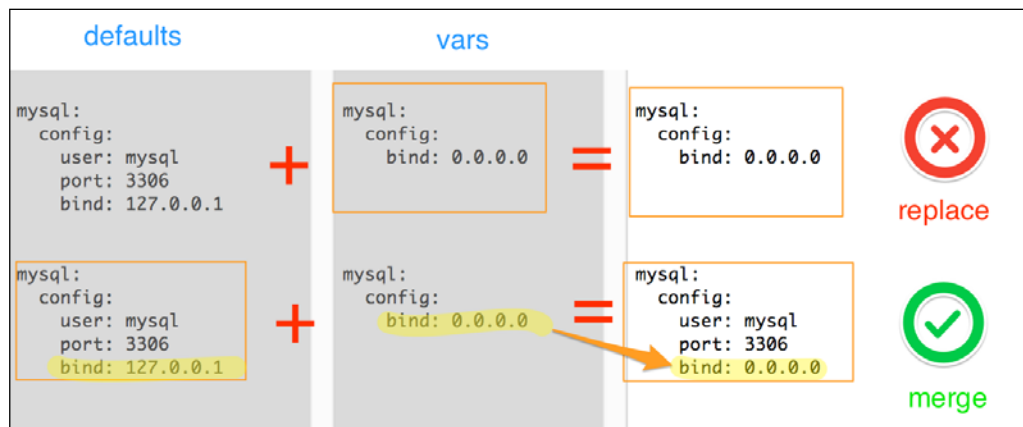 defaults
vars
mysql:
  config:
    user: mysql
    port: 3306
    bind: 127.0.0.1
+
mysql:
  config:
    bind: 0.0.0.0
=
mysql:
  config:
    bind: 0.0.0.0
replace
mysql:
  config:
    user: mysql
    port: 3306
    bind: 127.0.0.1
+
mysql:
  config:
    bind: 0.0.0.0
=
mysql:
  config:
    user: mysql
    port: 3306
    bind: 0.0.0.0
merge